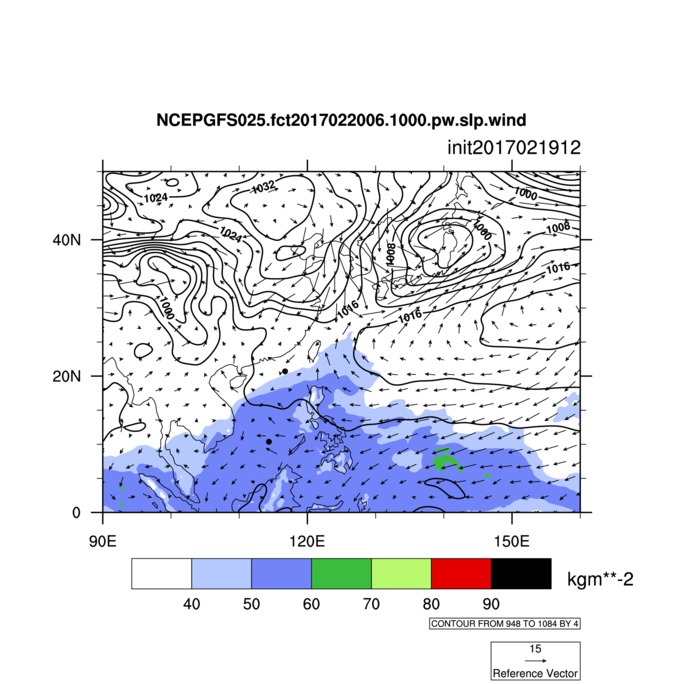 NCEPGFS025.fct2017022006.1000.pw.slp.wind
init2017021912
1032
1024
1000
1024
1000
1008
1008
40N
1016
1000
1016
1016
20N
0
90E 120E 150E
kgm**-2
40 50 60 70 80 90
CONTOUR FROM 948 TO 1084 BY 4
15
Reference Vector